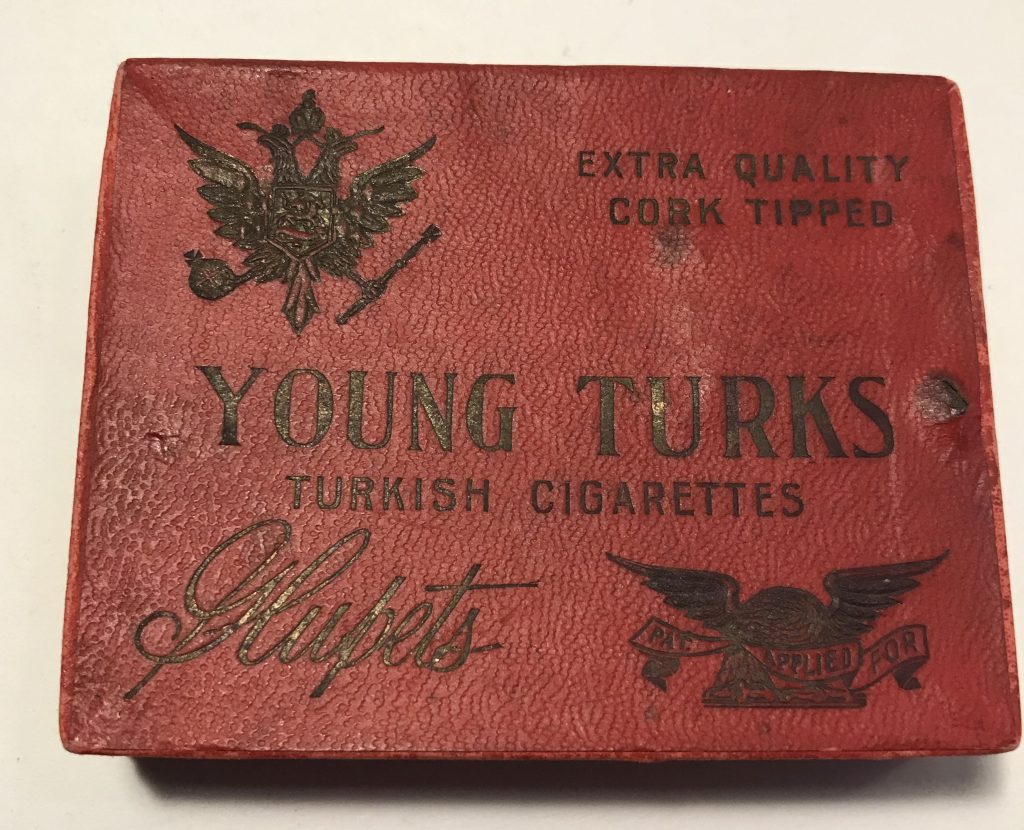 EXTRA QUALITY
CORK TIPPED
YOUNG TURKS
TURKISH CIGARETTES
PAT. APPLIED FOR